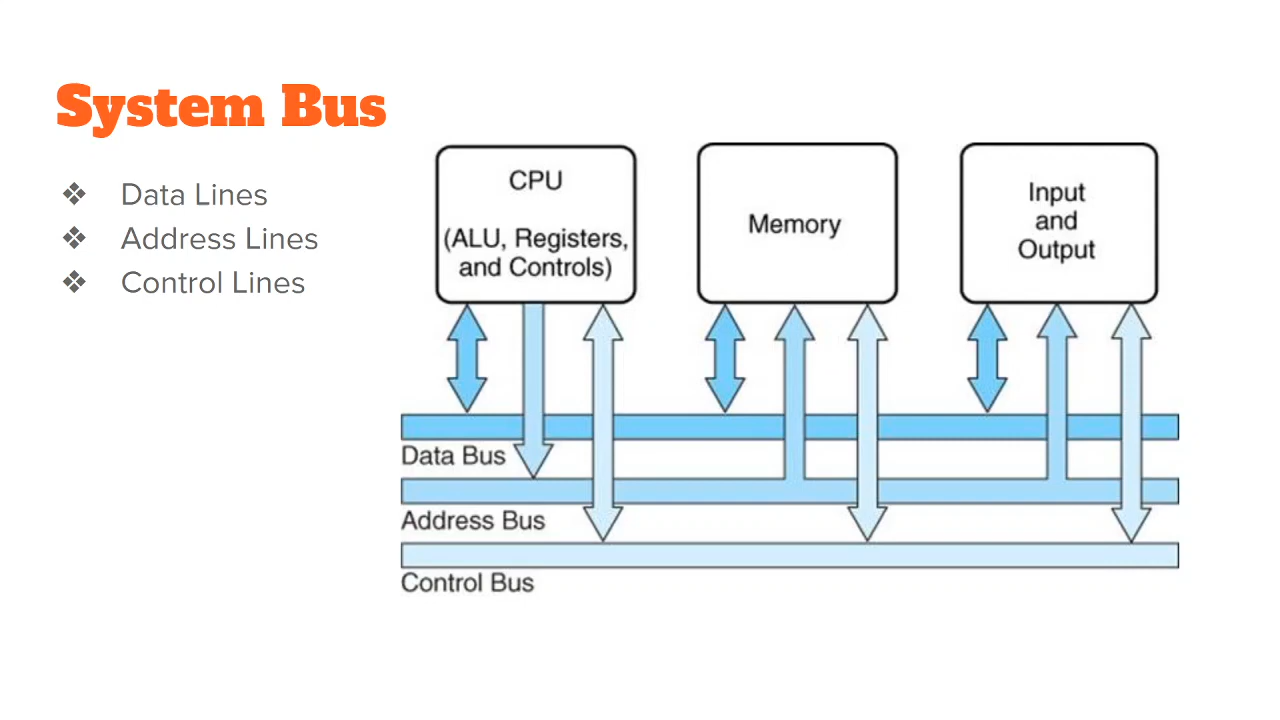 System Bus
❖ Data Lines
❖ Address Lines
❖ Control Lines
CPU
(ALU, Registers,
and Controls)
Memory
Input
and
Output
Data Bus
Address Bus
Control Bus